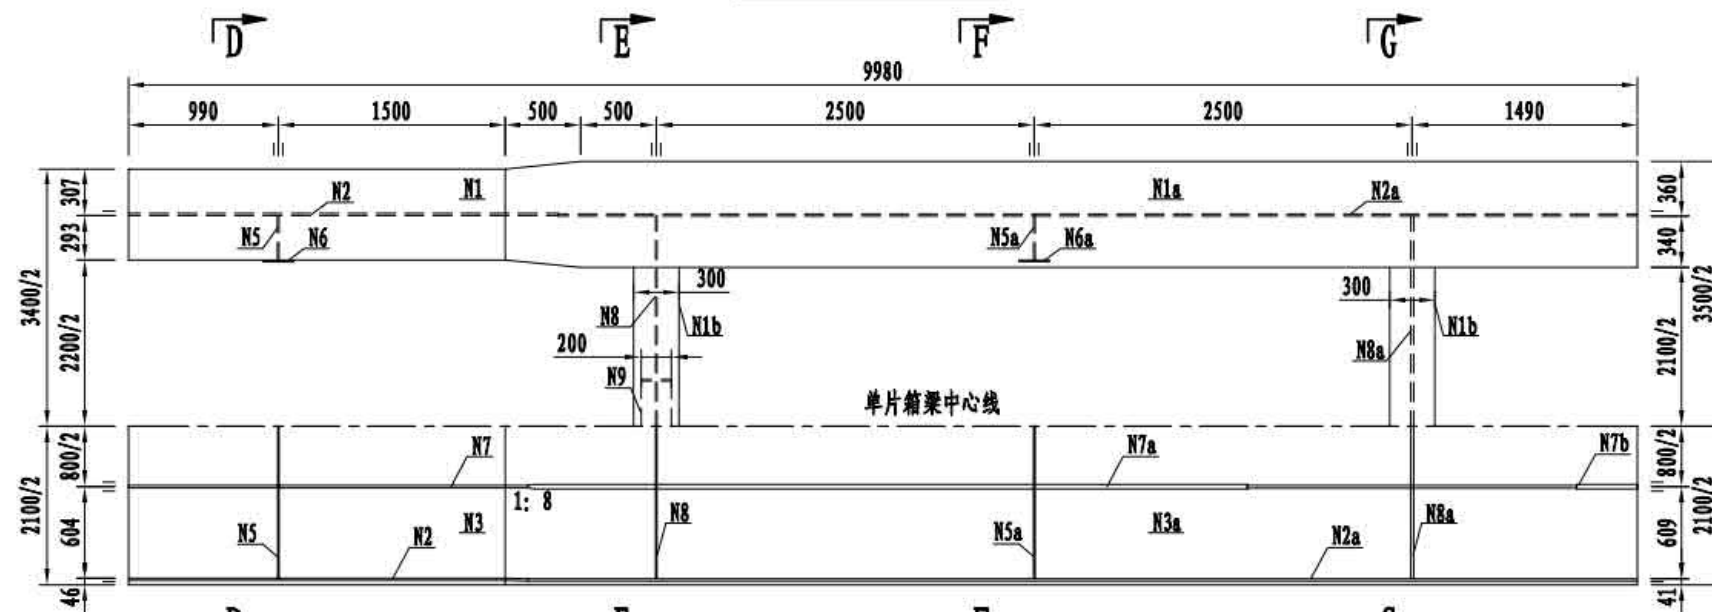 D E F G
9980
990 1500 500 500 2500 2500 1490
307 N2 N1 N1a N2a 360
293 N5 N6 N5a N6a 340
3400/2 2200/2 300 300 2100/2 3500/2
N8 N1b N8a N1b
200
N9 单片箱梁中心线
800/2 N7 N7a N7b 800/2
2100/2 1: 8 2100/2
604 N5 N2 N3 N8 N5a N3a N2a N8a 609
46 41